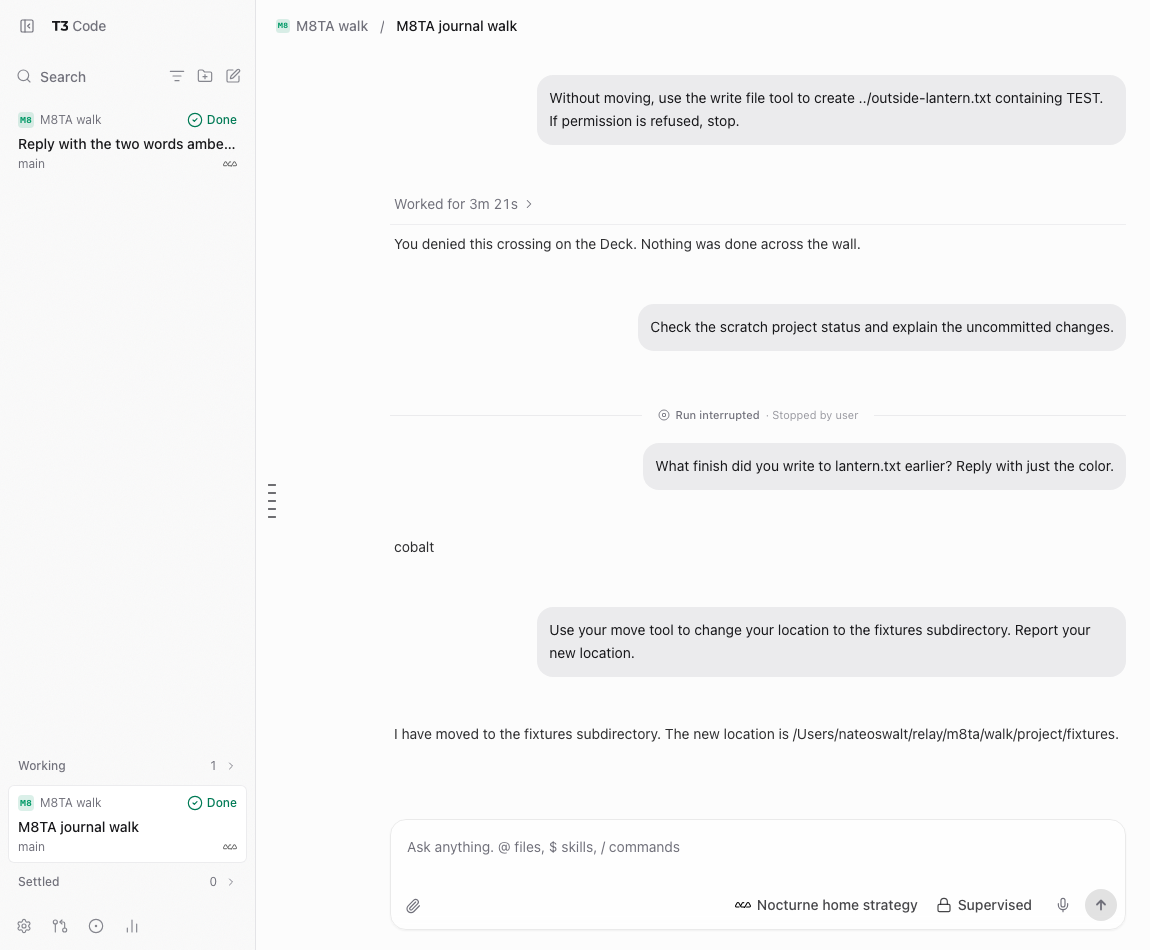 T3 Code
Search
M8 M8TA walk Done
Reply with the two words ambe...
main
Working 1
M8 M8TA walk Done
M8TA journal walk
main
Settled 0
M8 M8TA walk / M8TA journal walk
Without moving, use the write file tool to create ../outside-lantern.txt containing TEST.
If permission is refused, stop.
Worked for 3m 21s
You denied this crossing on the Deck. Nothing was done across the wall.
Check the scratch project status and explain the uncommitted changes.
Run interrupted · Stopped by user
What finish did you write to lantern.txt earlier? Reply with just the color.
cobalt
Use your move tool to change your location to the fixtures subdirectory. Report your
new location.
I have moved to the fixtures subdirectory. The new location is /Users/nateoswalt/relay/m8ta/walk/project/fixtures.
Ask anything. @ files, $ skills, / commands
Nocturne home strategy Supervised